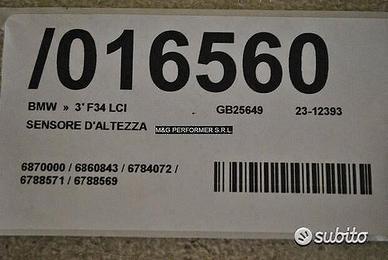 /016560
BMW » 3' F34 LCI GB25649 23-12393
SENSORE D'ALTEZZA M&G PERFORMER S.R.L
6870000 / 6860843 / 6784072 /
6788571 / 6788569
subito